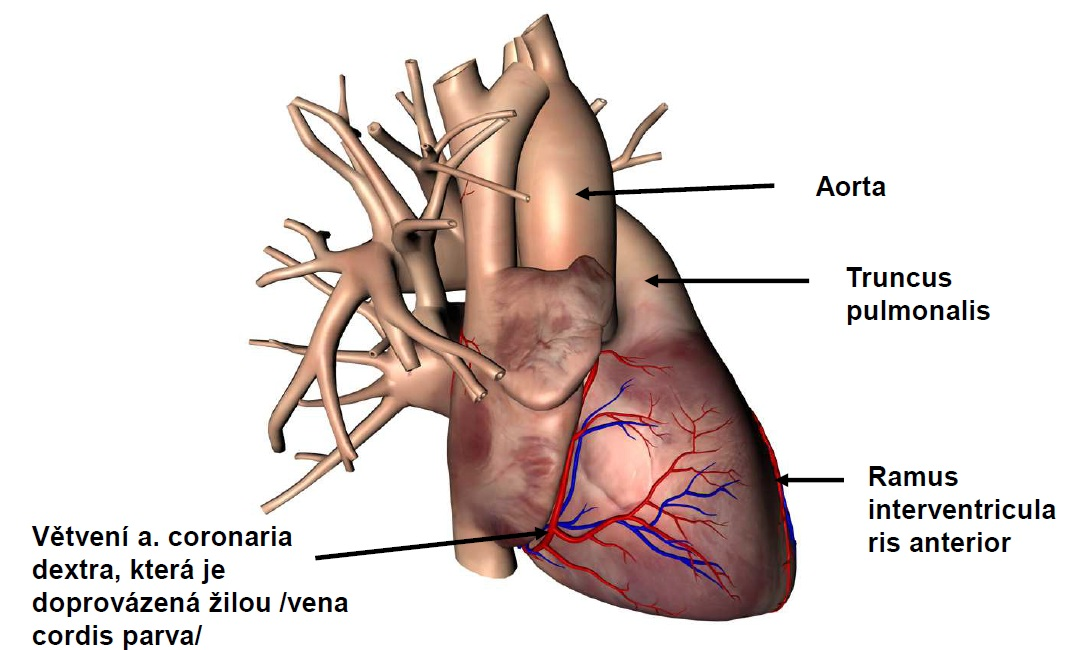 Aorta
Truncus
pulmonalis
Ramus
interventricula
ris anterior
Větvení a. coronaria
dextra, která je
doprovázená žilou /vena
cordis parva/